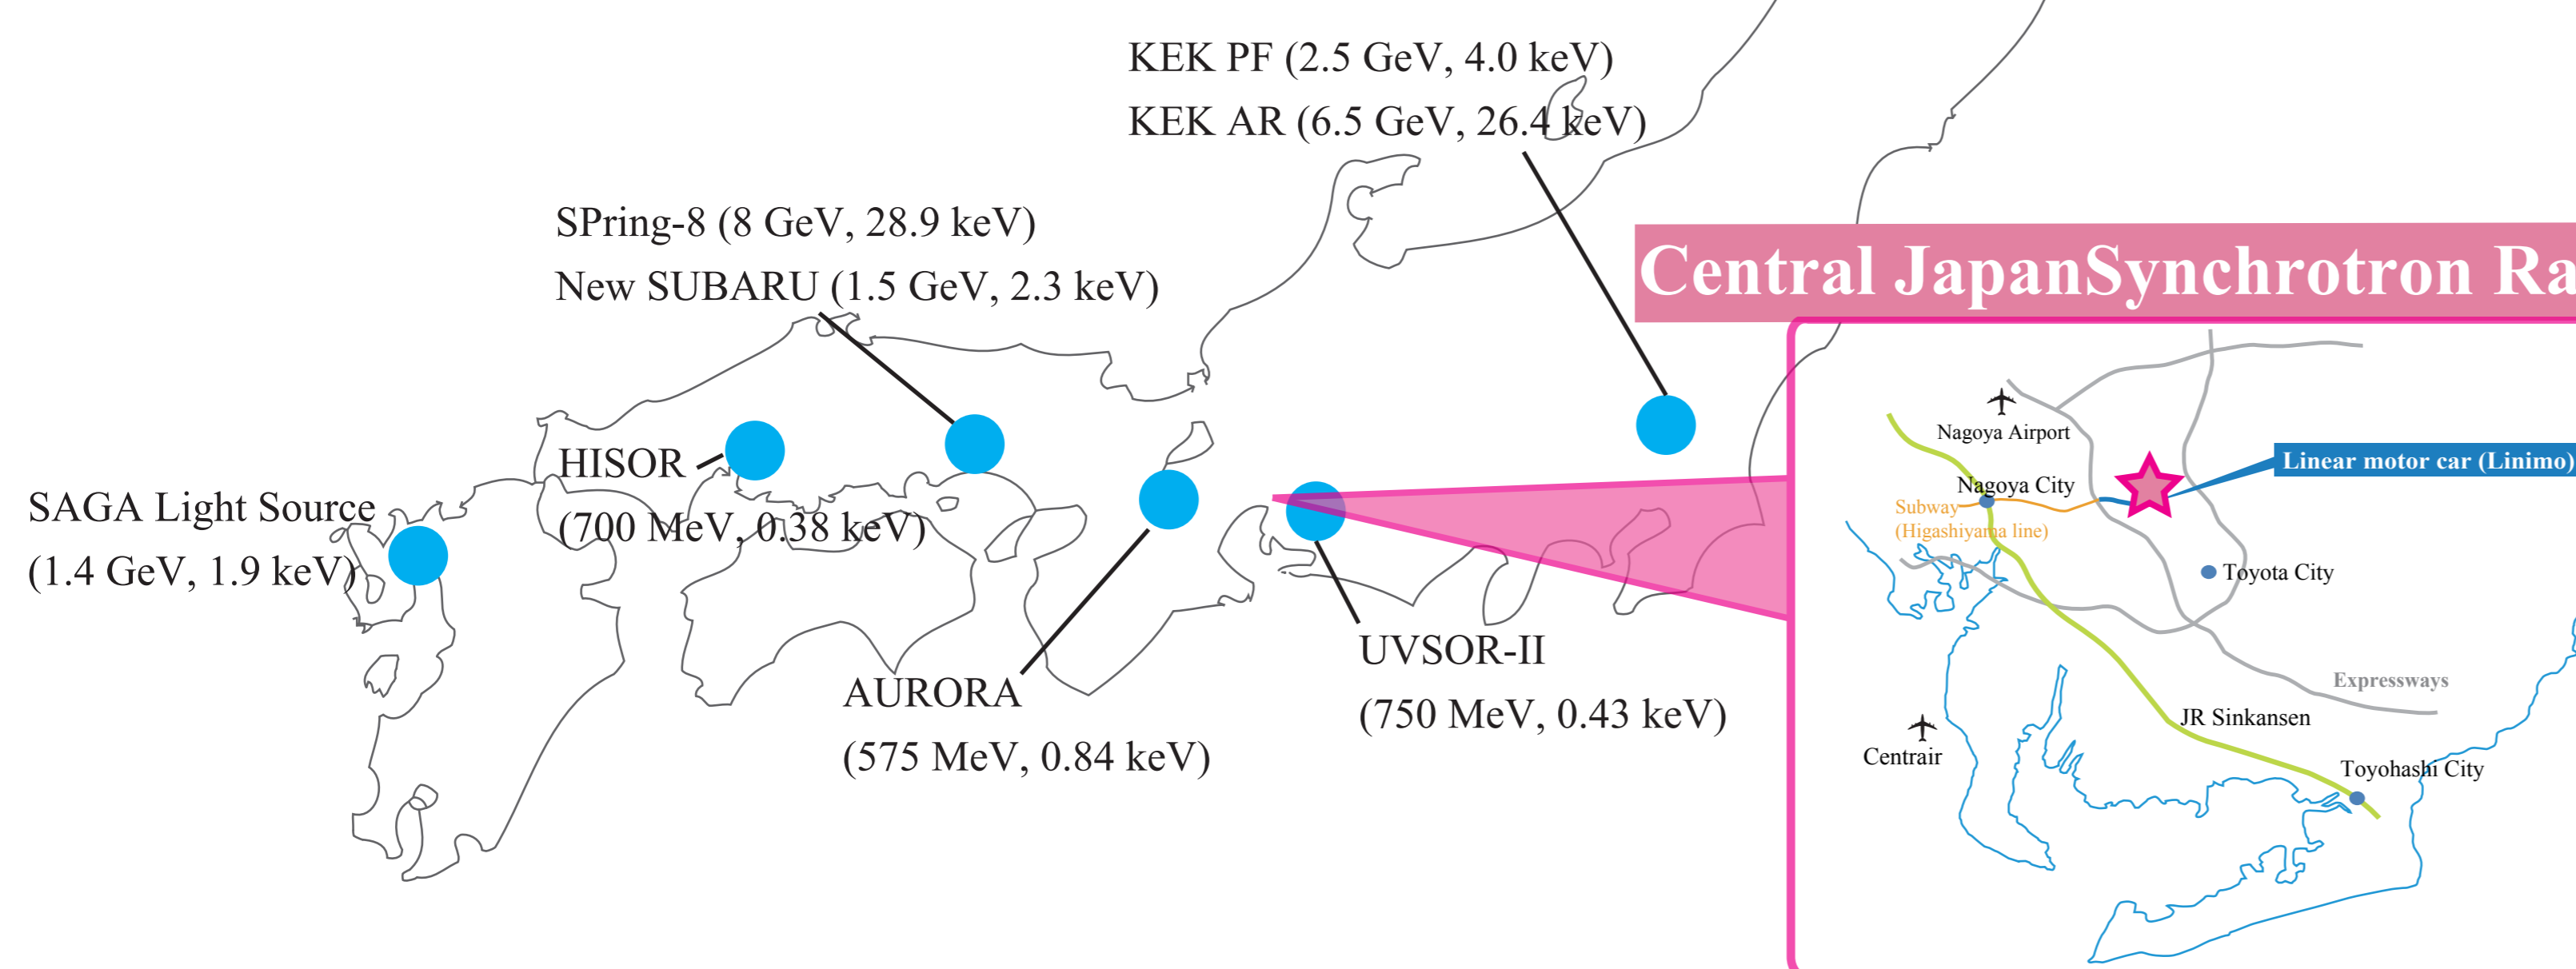 KEK PF (2.5 GeV, 4.0 keV)
KEK AR (6.5 GeV, 26.4 keV)
SPring-8 (8 GeV, 28.9 keV)
New SUBARU (1.5 GeV, 2.3 keV)
Central JapanSynchrotron Ra
HISOR
(700 MeV, 0.38 keV)
SAGA Light Source
(1.4 GeV, 1.9 keV)
AURORA
(575 MeV, 0.84 keV)
UVSOR-II
(750 MeV, 0.43 keV)
Nagoya Airport
Linear motor car (Linimo)
Nagoya City
Subway
(Higashiyama line)
Toyota City
Expressways
JR Sinkansen
Centrair
Toyohashi City